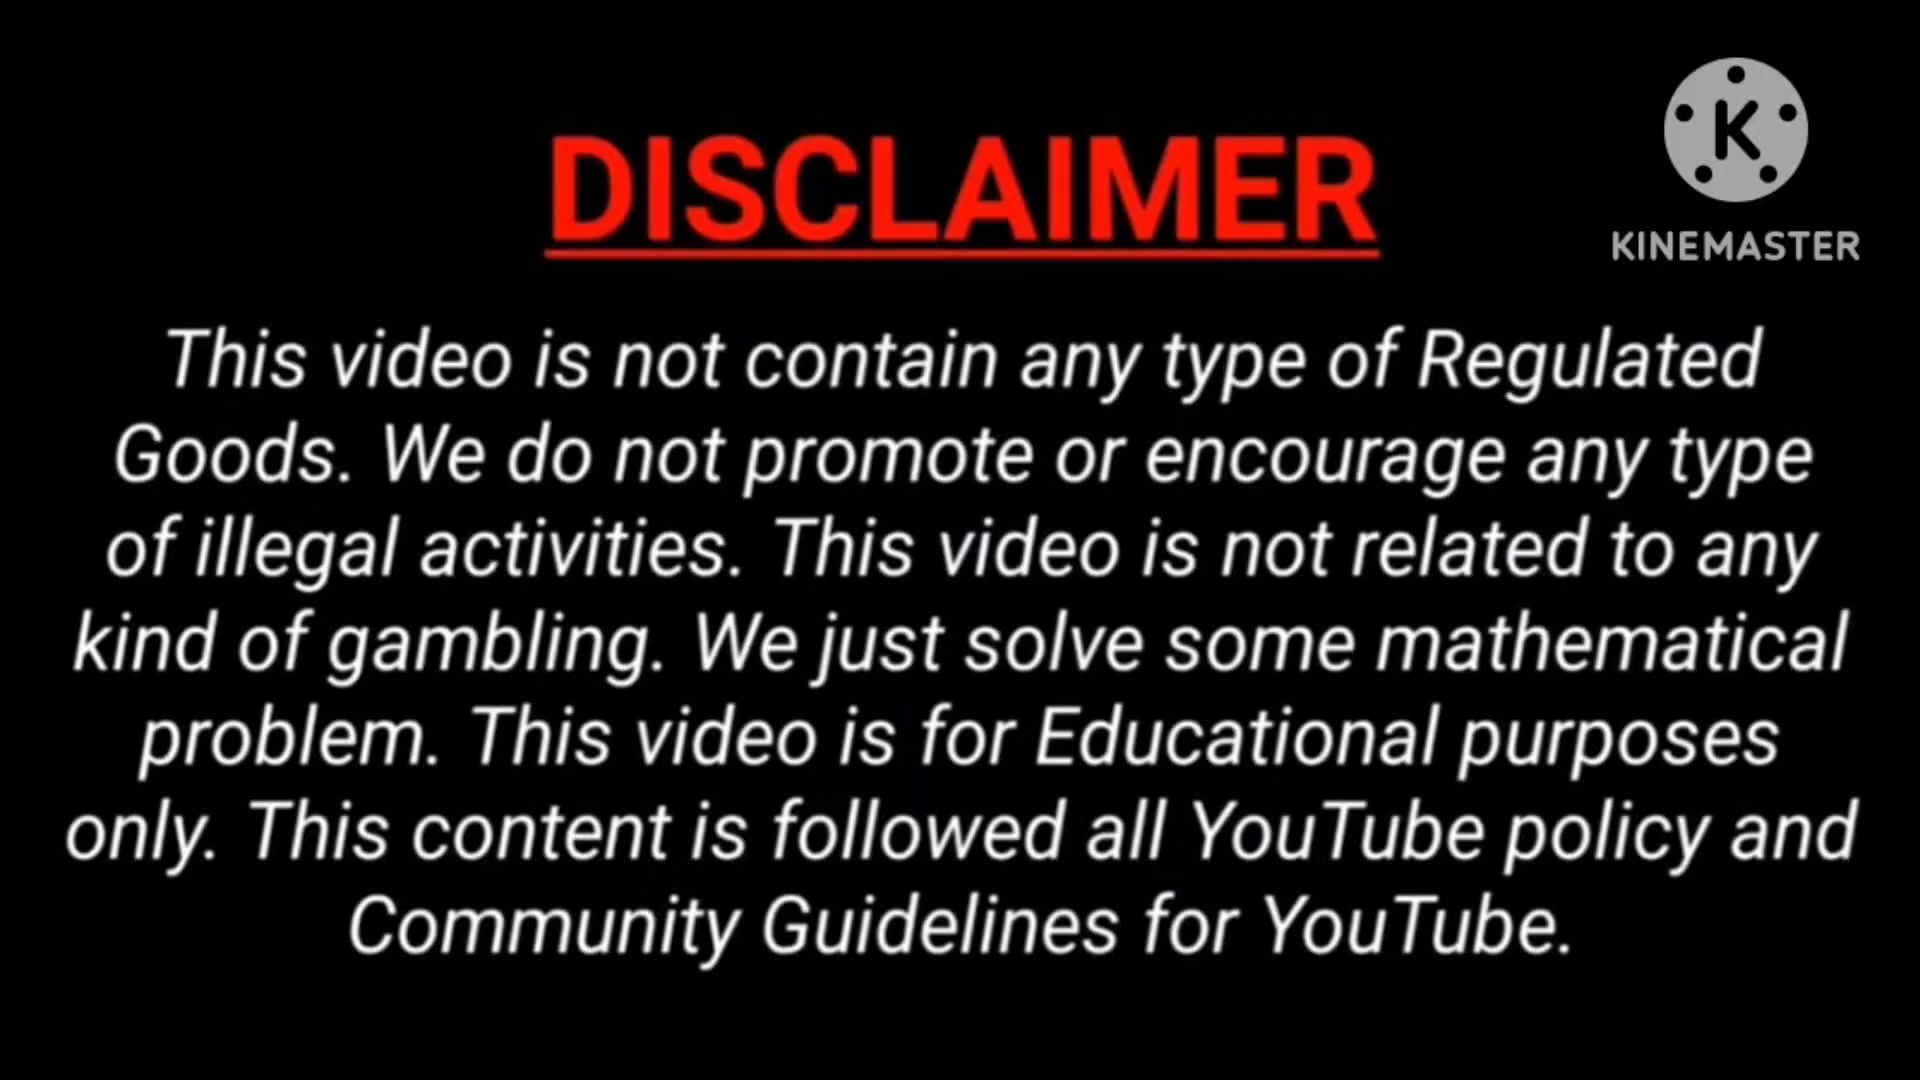 DISCLAIMER
K
KINEMASTER
This video is not contain any type of Regulated
Goods. We do not promote or encourage any type
of illegal activities. This video is not related to any
kind of gambling. We just solve some mathematical
problem. This video is for Educational purposes
only. This content is followed all YouTube policy and
Community Guidelines for YouTube.